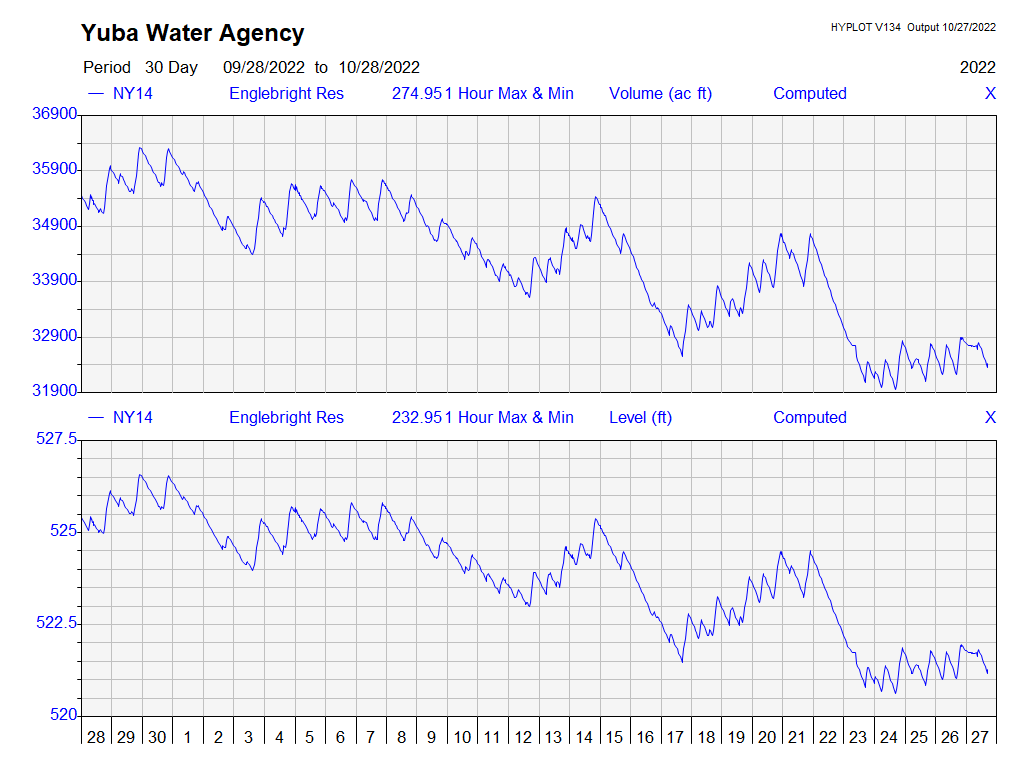 Yuba Water Agency
HYPLOT V134 Output 10/27/2022
Period 30 Day 09/28/2022 to 10/28/2022
2022
NY14 Englebright Res 274.951 Hour Max & Min Volume (ac ft) Computed X
36900
35900
34900
33900
32900
31900
NY14 Englebright Res 232.951 Hour Max & Min Level (ft) Computed X
527.5
525
522.5
520
28 29 30 1 2 3 4 5 6 7 8 9 10 11 12 13 14 15 16 17 18 19 20 21 22 23 24 25 26 27